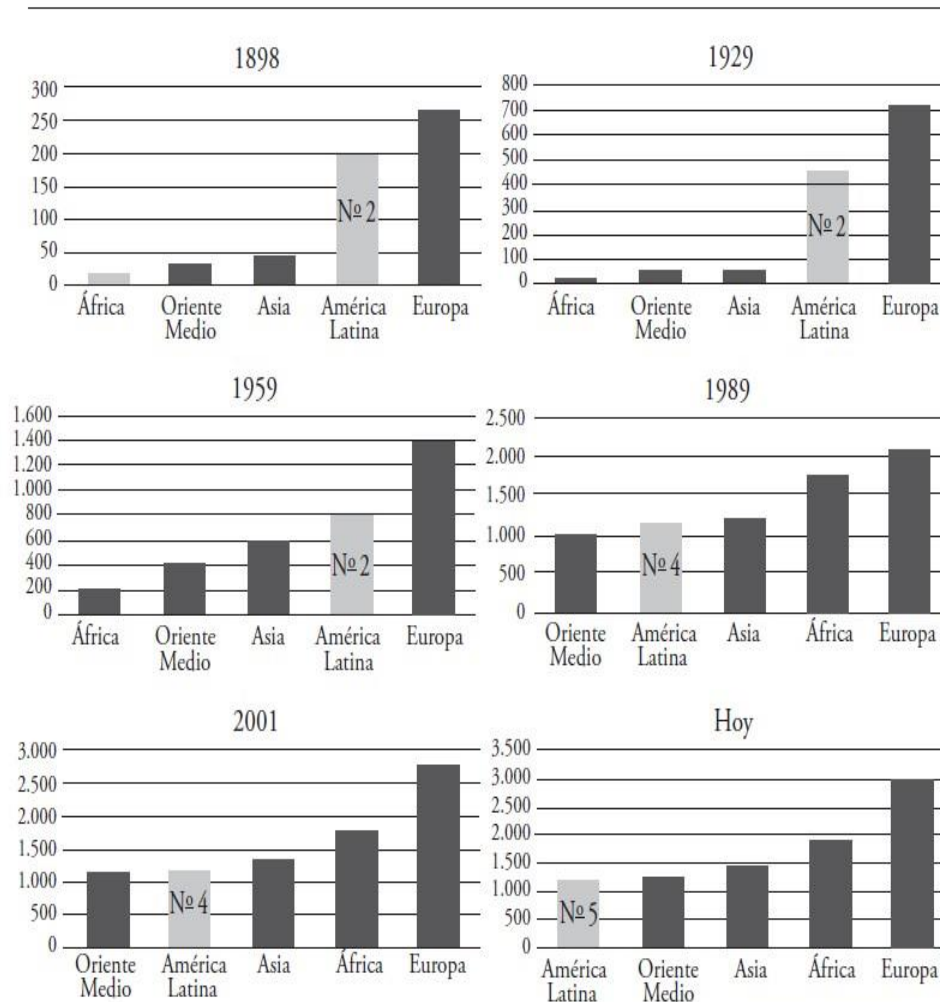 1898
300
250
200
150
100
50
0
Nº 2
África
Oriente
Medio
Asia
América
Latina
Europa
1929
800
700
600
500
400
300
200
100
0
Nº 2
África
Oriente
Medio
Asia
América
Latina
Europa
1959
1.600
1.400
1.200
1.000
800
600
400
200
0
Nº 2
África
Oriente
Medio
Asia
América
Latina
Europa
1989
2.500
2.000
1.500
1.000
500
0
Nº 4
Oriente
Medio
América
Latina
Asia
África
Europa
2001
3.000
2.500
2.000
1.500
1.000
500
0
Nº 4
Oriente
Medio
América
Latina
Asia
África
Europa
Hoy
3.500
3.000
2.500
2.000
1.500
1.000
500
0
Nº 5
América
Latina
Oriente
Medio
Asia
África
Europa